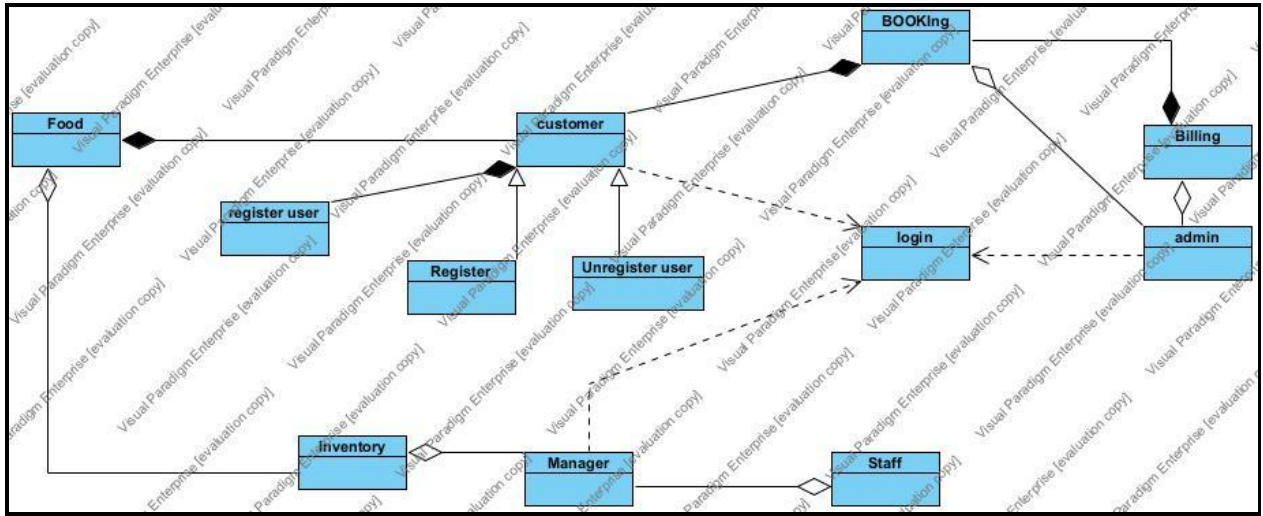 BOOKIng
Food
customer
Billing
register user
login
admin
Register
Unregister user
Inventory
Manager
Staff
Visual Paradigm Enterprise [evaluation copy]